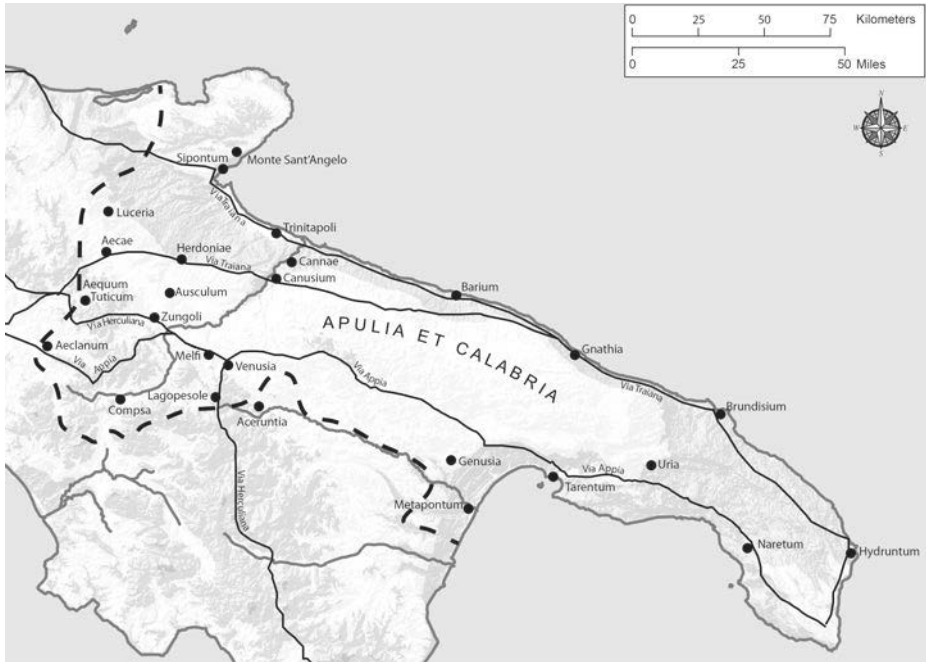 0 25 50 75 Kilometers
0 25 50 Miles
N
W E
S
Sipontum
Monte Sant'Angelo
Via Traiana
Luceria
Trinitapoli
Aecae
Herdoniae
Via Traiana
Cannae
Canusium
Aequum
Tuticum
Ausculum
Barium
Via Herculiana
Zungoli
APULIA ET CALABRIA
Aeclanum
Via Appia
Melfi
Venusia
Via Appia
Gnathia
Via Traiana
Lagopesole
Compsa
Aceruntia
Brundisium
Genusia
Via Appia
Uria
Tarentum
Via Herculiana
Metapontum
Naretum
Hydruntum